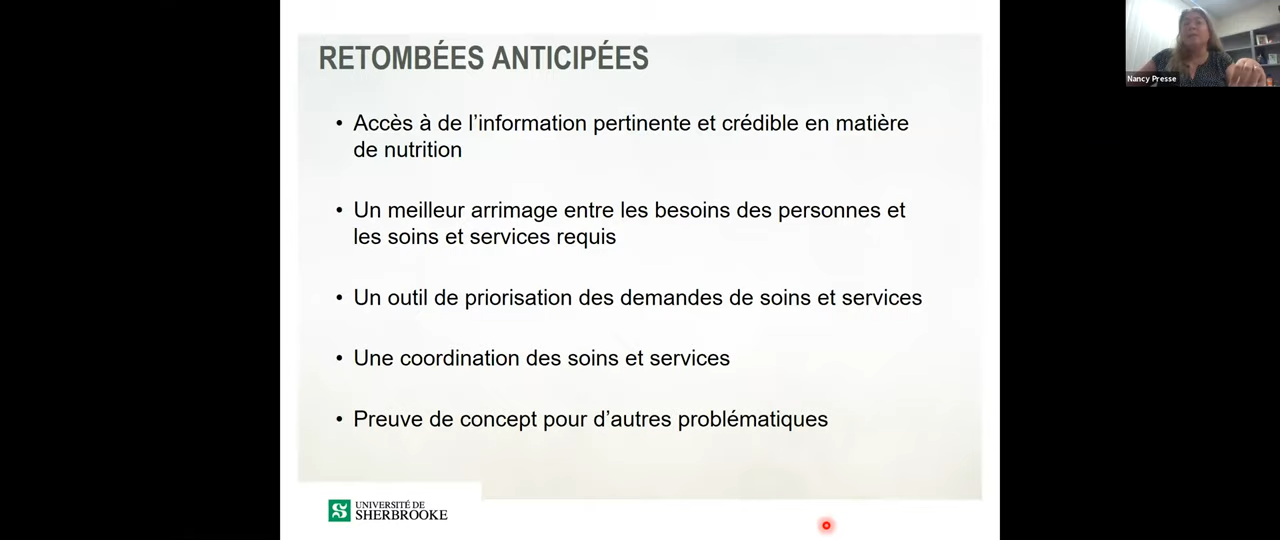 RETOMBÉES ANTICIPÉES
• Accès à de l’information pertinente et crédible en matière
de nutrition
• Un meilleur arrimage entre les besoins des personnes et
les soins et services requis
• Un outil de priorisation des demandes de soins et services
• Une coordination des soins et services
• Preuve de concept pour d’autres problématiques
UNIVERSITÉ DE
SHERBROOKE
Nancy Presse